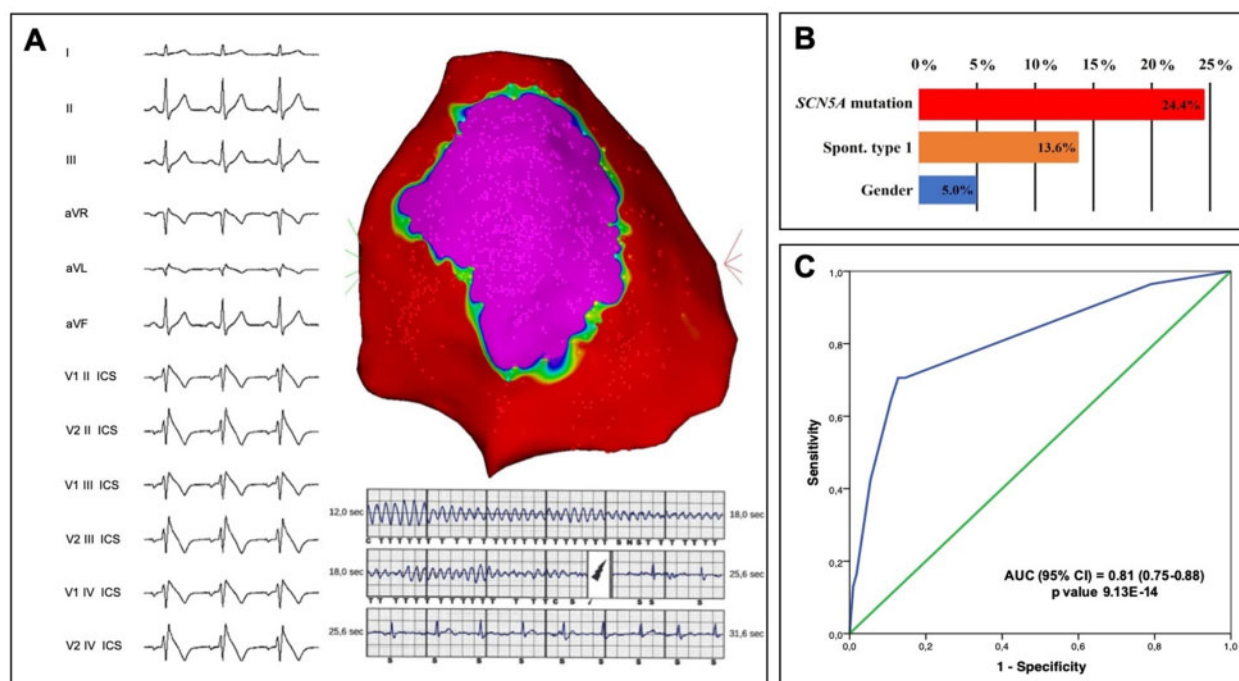 A
I
II
III
aVR
aVL
aVF
V1 II ICS
V2 II ICS
V1 III ICS
V2 III ICS
V1 IV ICS
V2 IV ICS
12,0 sec
18,0 sec
18,0 sec
25,6 sec
25,6 sec
31,6 sec
B
0% 5% 10% 15% 20% 25%
SCN5A mutation
24.4%
Spont. type 1
13.6%
Gender
5.0%
C
Sensitivity
1,0
0,8
0,6
0,4
0,2
0,0
AUC (95% CI) = 0.81 (0.75-0.88)
p value 9.13E-14
0,0 0,2 0,4 0,6 0,8 1,0
1 - Specificity